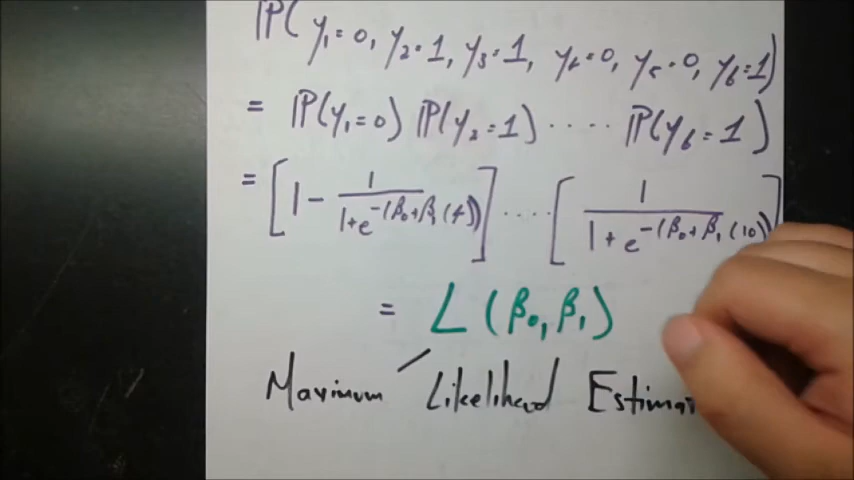 P(y₁=0, y₂=1, y₃=1, y₄=0, y₅=0, y₆=1)
= P(y₁=0) P(y₂=1) ..... P(y₆=1)
= [1 - 1/(1+e^-(β₀+β₁(4)))] ..... [1/(1+e^-(β₀+β₁(10)))]
= L(β₀,β₁)
Maximum Likelihood Estima